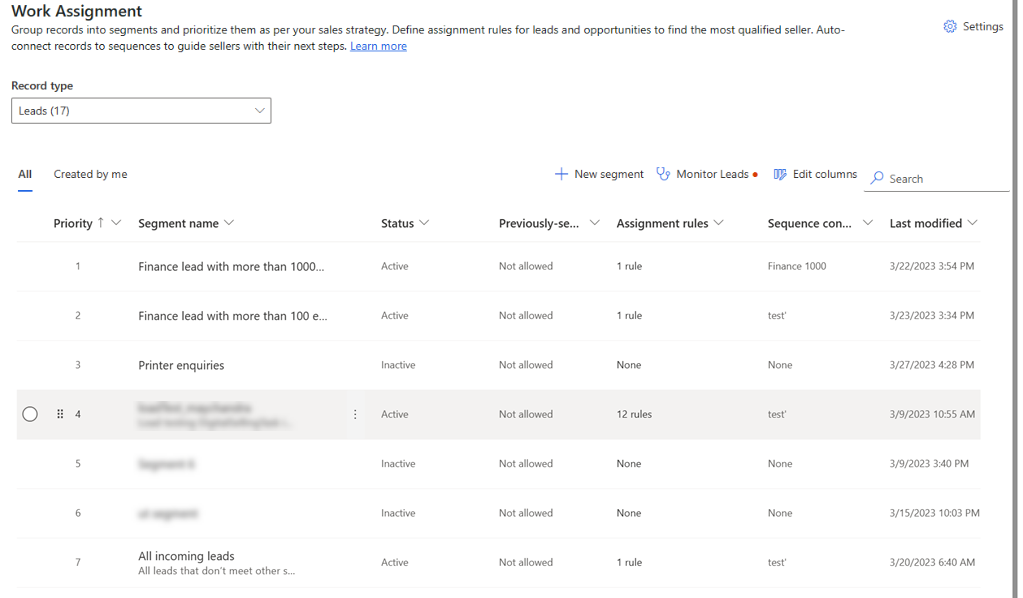 Work Assignment
Group records into segments and prioritize them as per your sales strategy. Define assignment rules for leads and opportunities to find the most qualified seller. Auto-
connect records to sequences to guide sellers with their next steps. Learn more
Settings
Record type
Leads (17)
All Created by me New segment Monitor Leads Edit columns Search
Priority Segment name Status Previously-se... Assignment rules Sequence con... Last modified
1 Finance lead with more than 1000... Active Not allowed 1 rule Finance 1000 3/22/2023 3:54 PM
2 Finance lead with more than 100 e... Active Not allowed 1 rule test' 3/23/2023 3:34 PM
3 Printer enquiries Inactive Not allowed None None 3/27/2023 4:28 PM
4 Active Not allowed 12 rules test' 3/9/2023 10:55 AM
5 Inactive Not allowed None None 3/9/2023 3:40 PM
6 Inactive Not allowed None None 3/15/2023 10:03 PM
7 All incoming leads Active Not allowed 1 rule test' 3/20/2023 6:40 AM
All leads that don't meet other s...